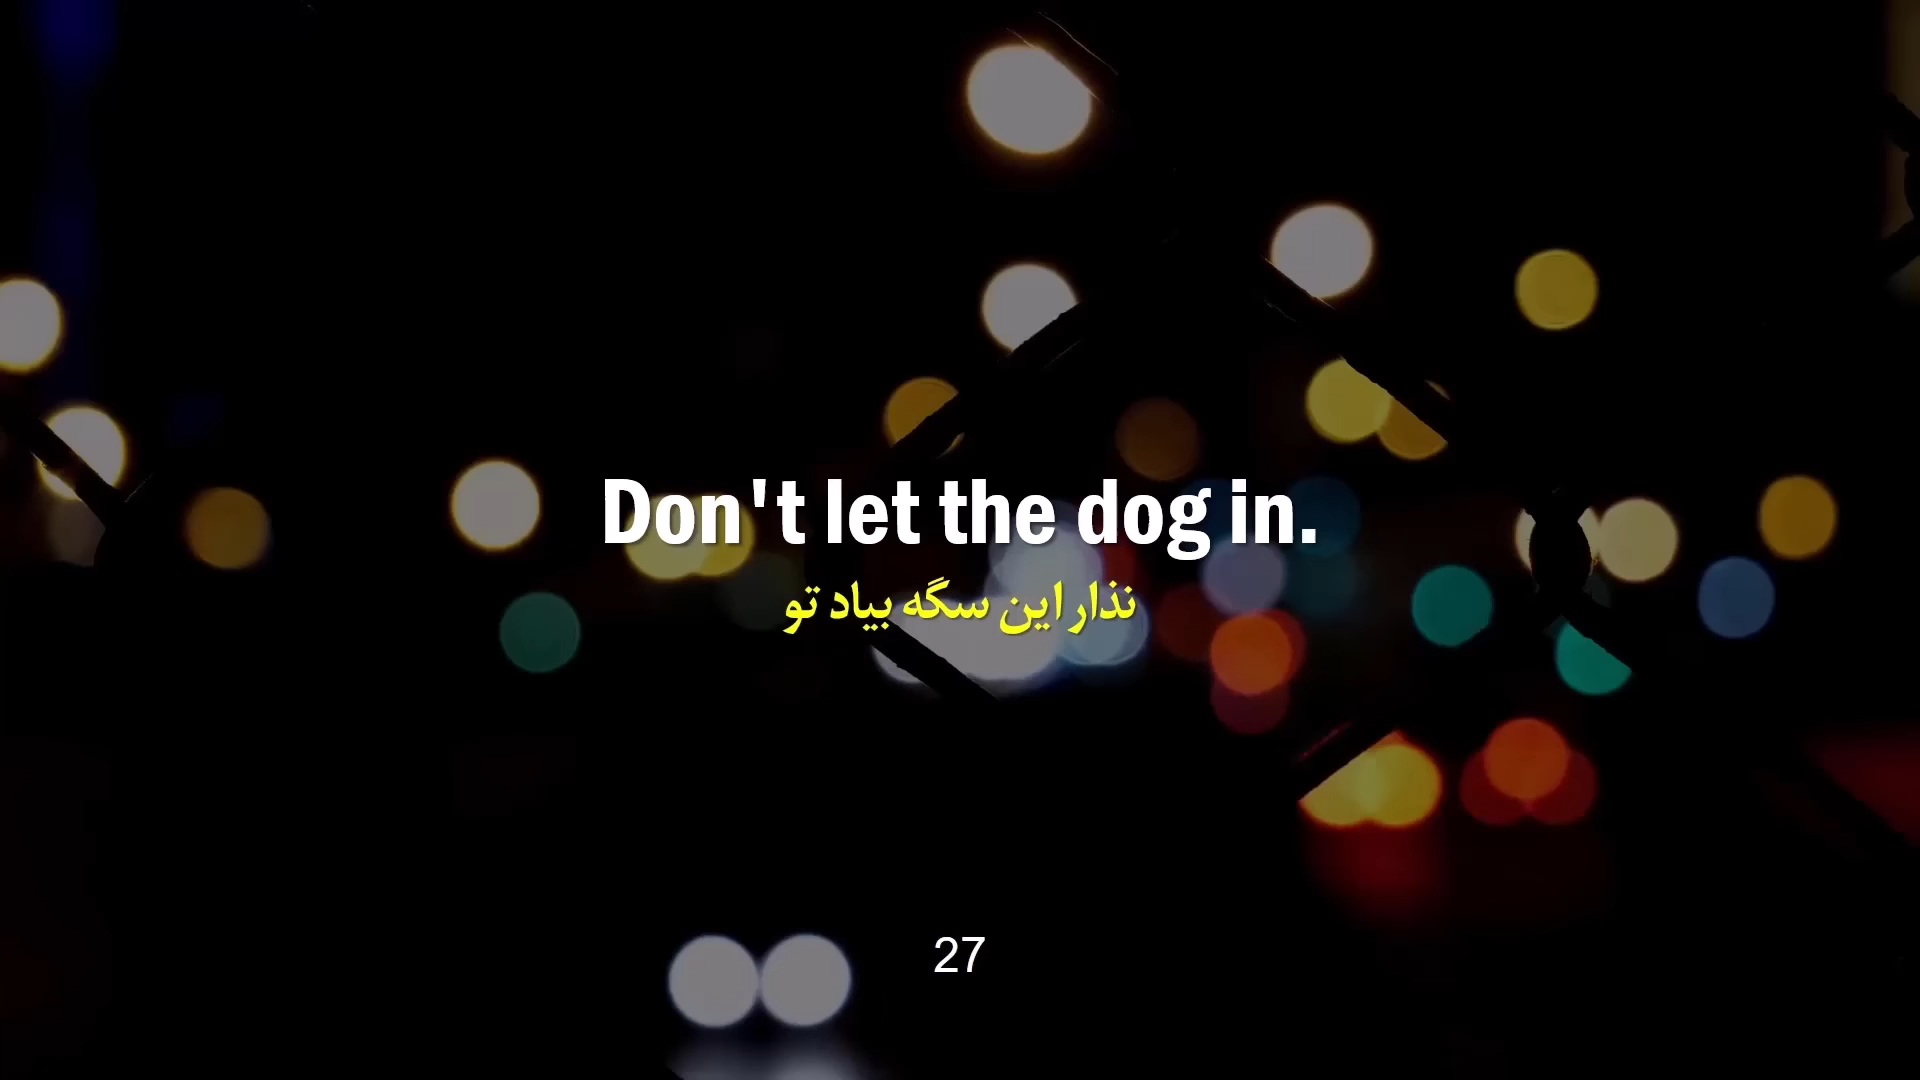 Don't let the dog in.
نذار این سگه بیاد تو
27